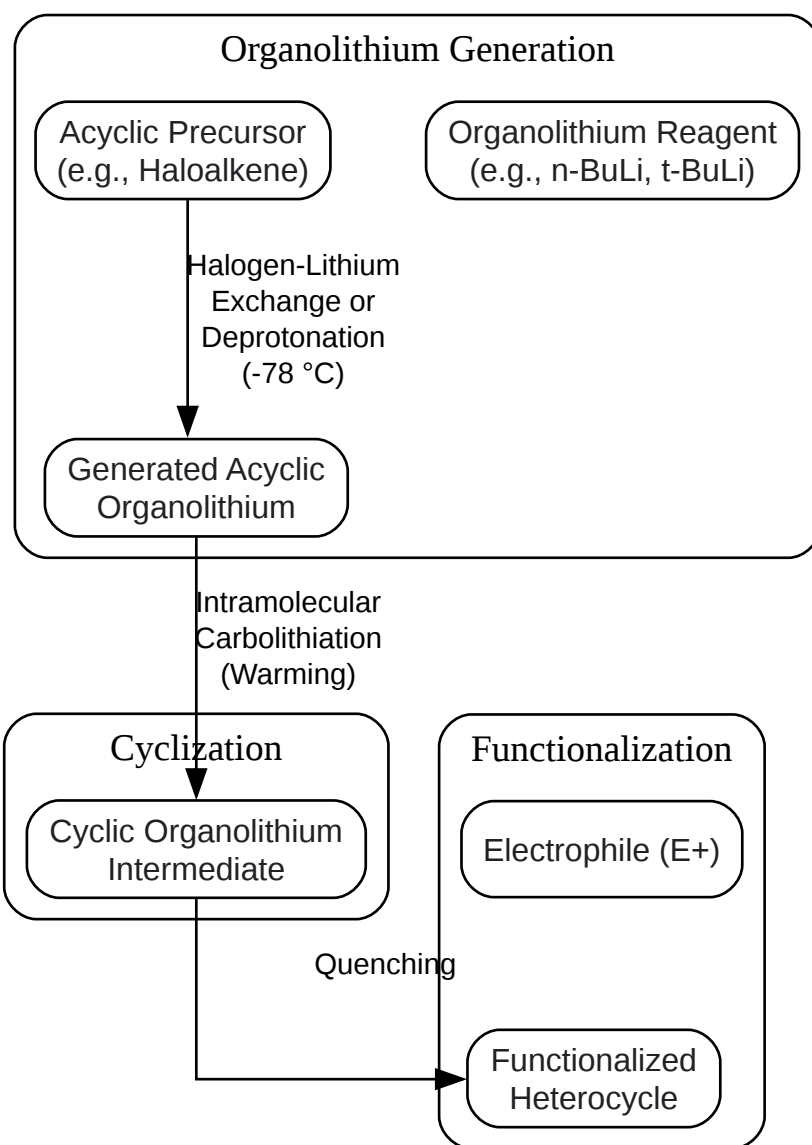 Organolithium Generation
Acyclic Precursor
(e.g., Haloalkene)
Organolithium Reagent
(e.g., n-BuLi, t-BuLi)
Halogen-Lithium
Exchange or
Deprotonation
(-78 °C)
Generated Acyclic
Organolithium
Intramolecular
Carbolithiation
(Warming)
Cyclization
Cyclic Organolithium
Intermediate
Functionalization
Electrophile (E+)
Quenching
Functionalized
Heterocycle